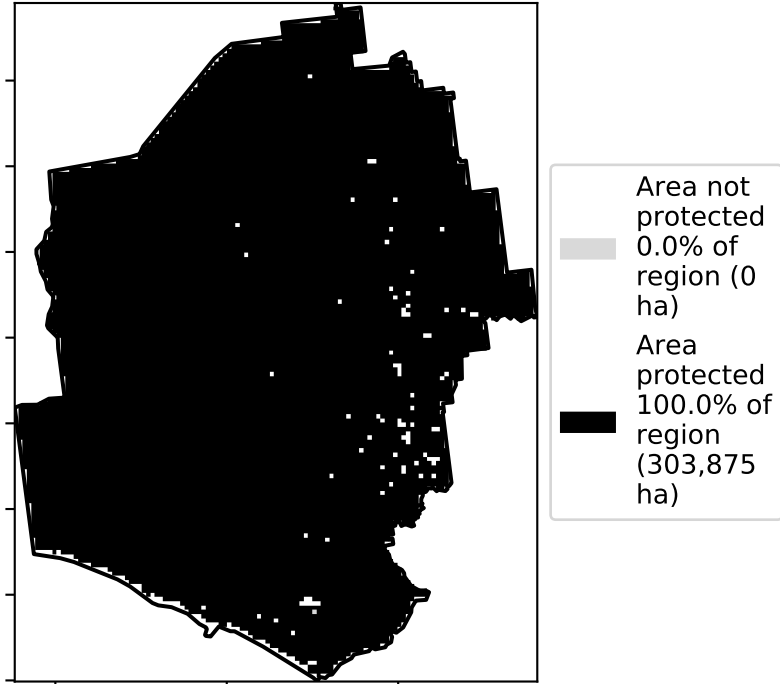 Area not
protected
0.0% of
region (0
ha)
Area
protected
100.0% of
region
(303,875
ha)